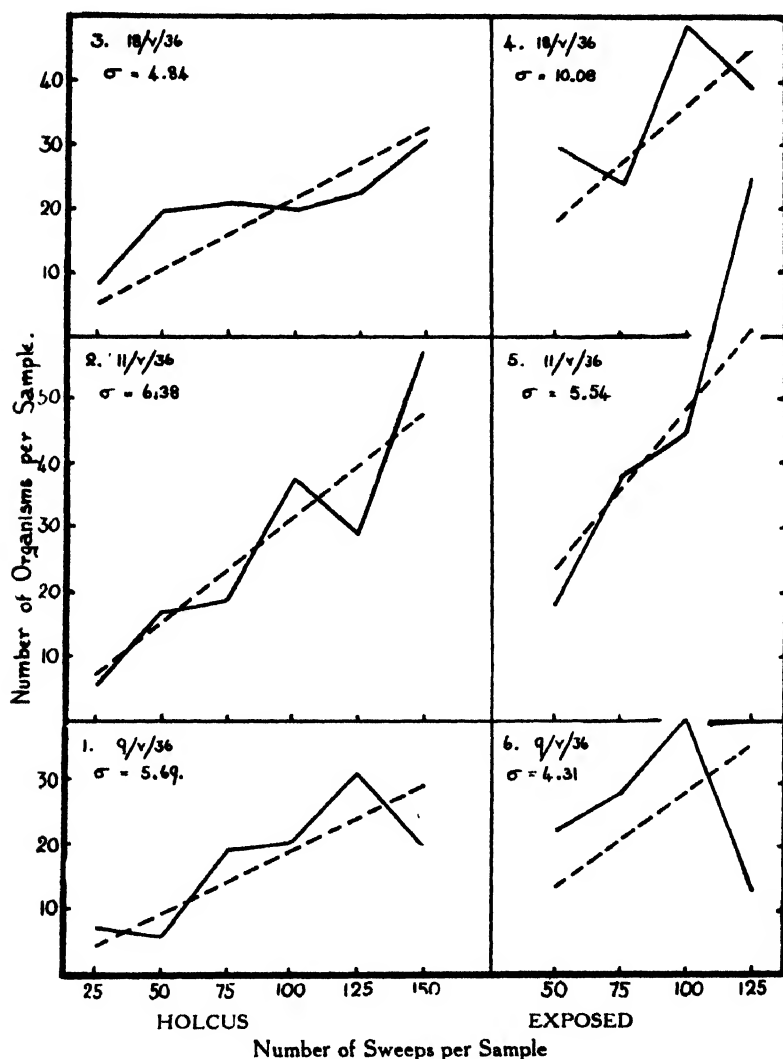 3. 18/v/36
σ = 4.84
4. 18/v/36
σ = 10.08
40
30
20
10
2. 11/v/36
σ = 6.38
5. 11/v/36
σ = 5.54
50
40
30
20
10
1. 9/v/36
σ = 5.69.
6. 9/v/36
σ = 4.31
30
20
10
Number of Organisms per Sample.
25 50 75 100 125 150 50 75 100 125
HOLCUS EXPOSED
Number of Sweeps per Sample